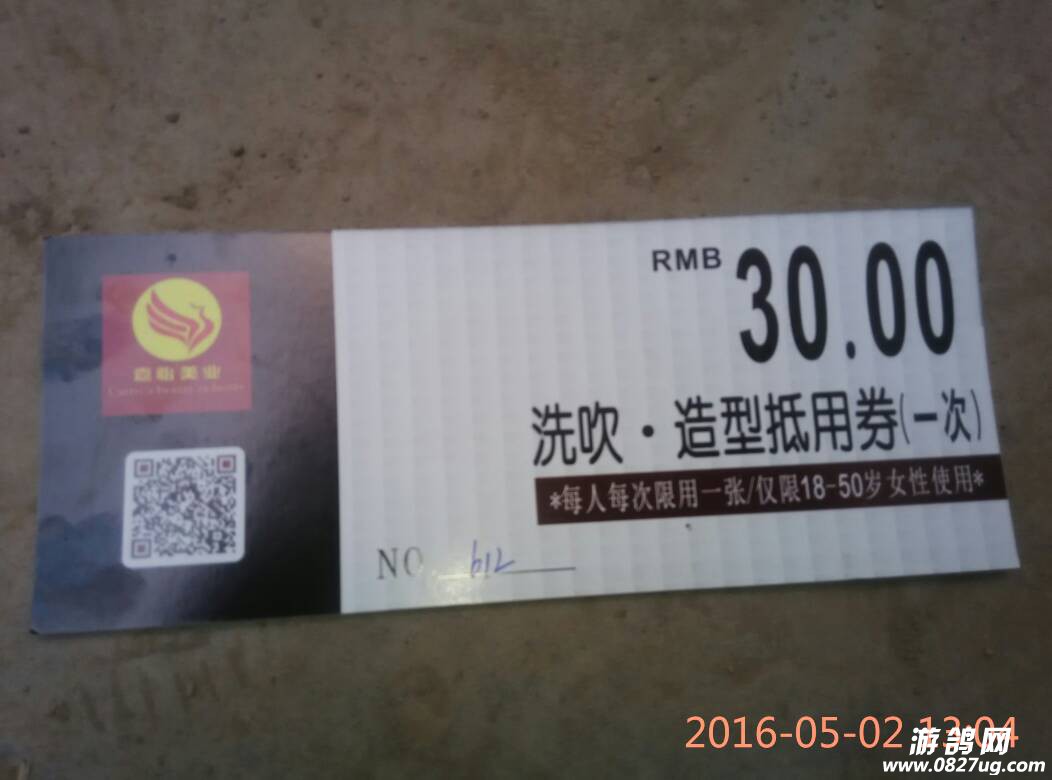 RMB 30.00
洗吹·造型抵用券(一次)
*每人每次限用一张/仅限18-50岁女性使用*
NO. 612
2016-05-02 13:04
游鸽网
www.0827ug.com